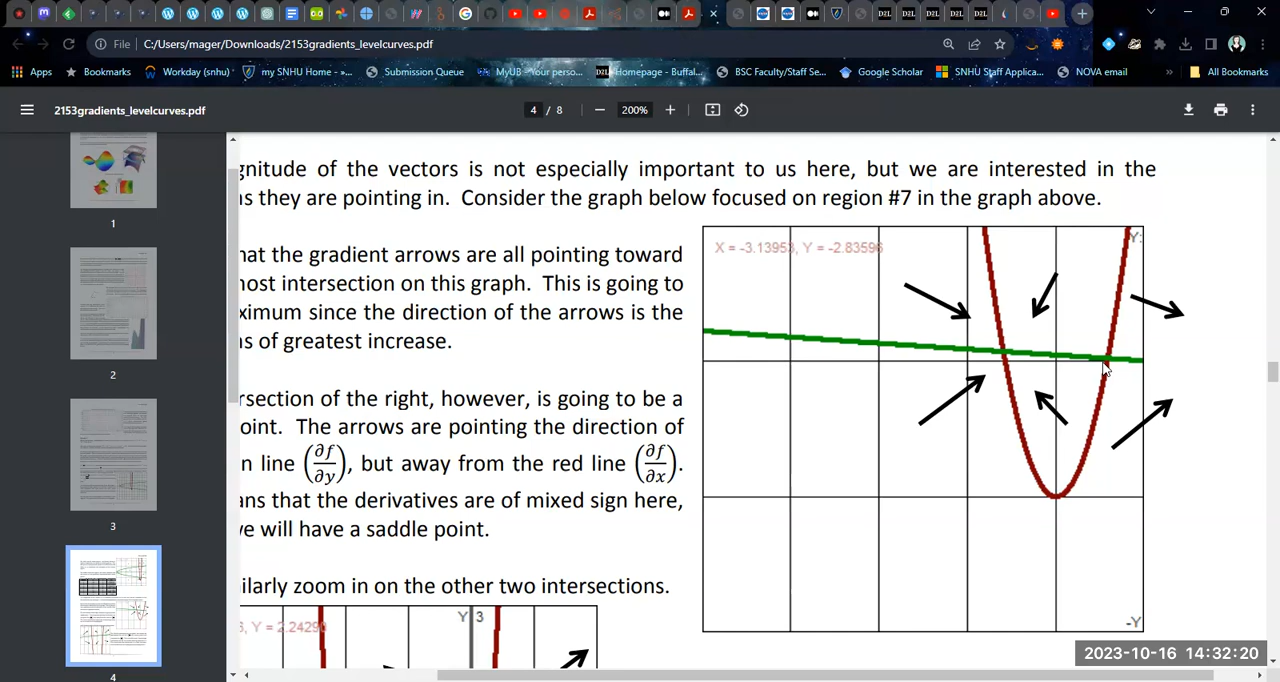 File
C:/Users/mager/Downloads/2153gradients_levelcurves.pdf
Apps
Bookmarks
Workday (snhu)
my SNHU Home - >...
Submission Queue
MyUB - Your perso...
D2L
Homepage - Buffal...
BSC Faculty/Staff Se...
Google Scholar
SNHU Staff Applica...
NOVA email
»
All Bookmarks
2153gradients_levelcurves.pdf
4 / 8
200%
1
2
3
4
gnitude of the vectors is not especially important to us here, but we are interested in the
ns they are pointing in. Consider the graph below focused on region #7 in the graph above.
hat the gradient arrows are all pointing toward
nost intersection on this graph. This is going to
ximum since the direction of the arrows is the
ns of greatest increase.
rsection of the right, however, is going to be a
oint. The arrows are pointing the direction of
n line (∂f/∂y), but away from the red line (∂f/∂x).
ans that the derivatives are of mixed sign here,
ve will have a saddle point.
ilarly zoom in on the other two intersections.
X = -3.13953, Y = -2.83596
Y:
-Y
Y 3
2023-10-16 14:32:20